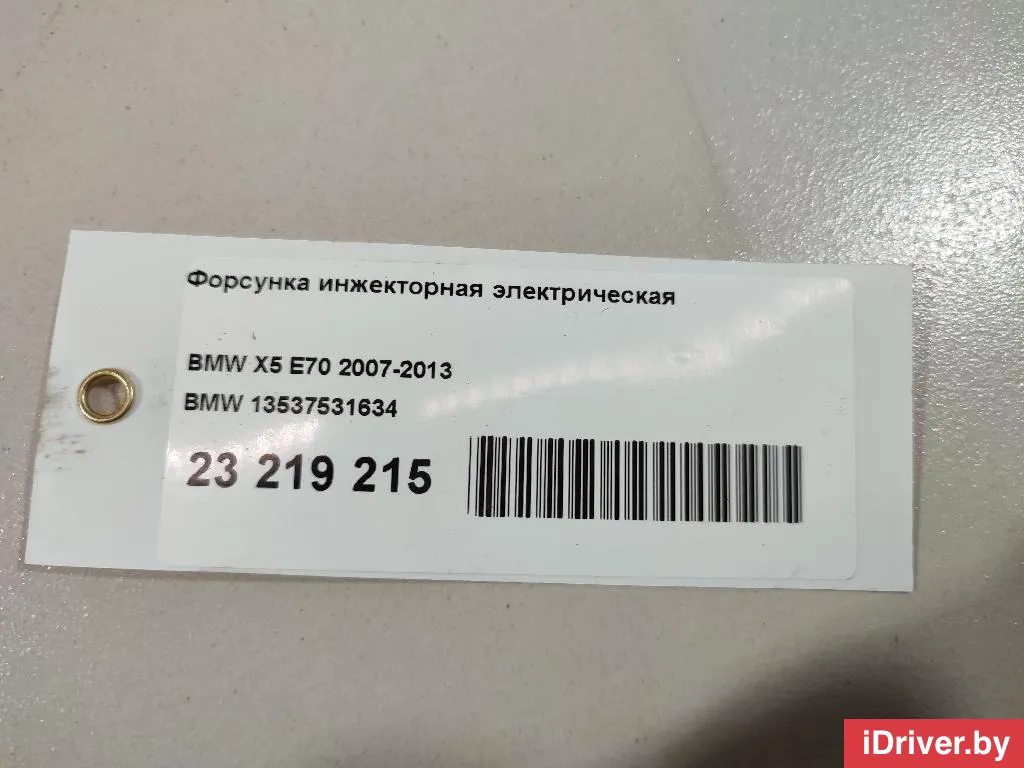 Форсунка инжекторная электрическая
BMW X5 E70 2007-2013
BMW 13537531634
23 219 215
iDriver.by